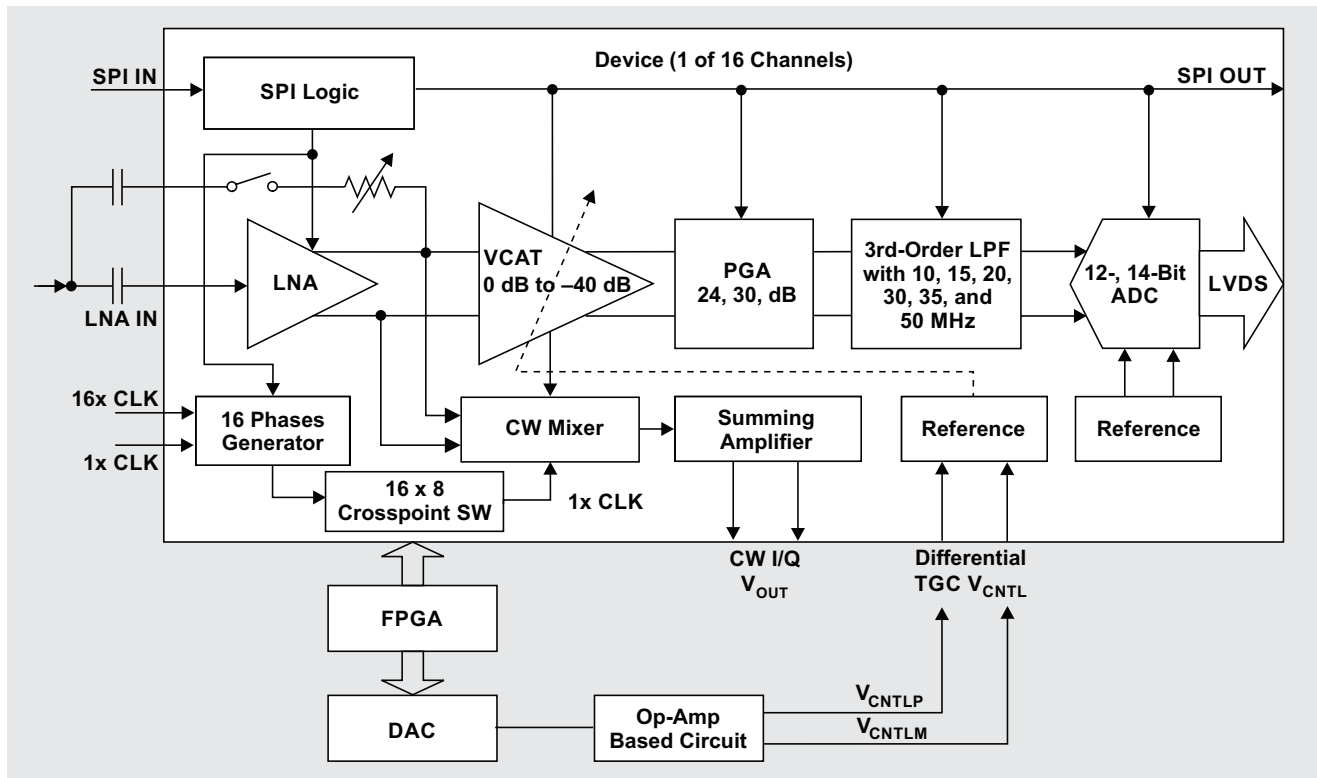 Device (1 of 16 Channels)
SPI IN
SPI Logic
SPI OUT
LNA
VCAT
0 dB to –40 dB
PGA
24, 30, dB
3rd-Order LPF
with 10, 15, 20,
30, 35, and
50 MHz
12-, 14-Bit
ADC
LVDS
LNA IN
16x CLK
1x CLK
16 Phases
Generator
CW Mixer
Summing
Amplifier
Reference
Reference
16 x 8
Crosspoint SW
1x CLK
CW I/Q
VOUT
Differential
TGC VCNTL
FPGA
DAC
Op-Amp
Based Circuit
VCNTLP
VCNTLM